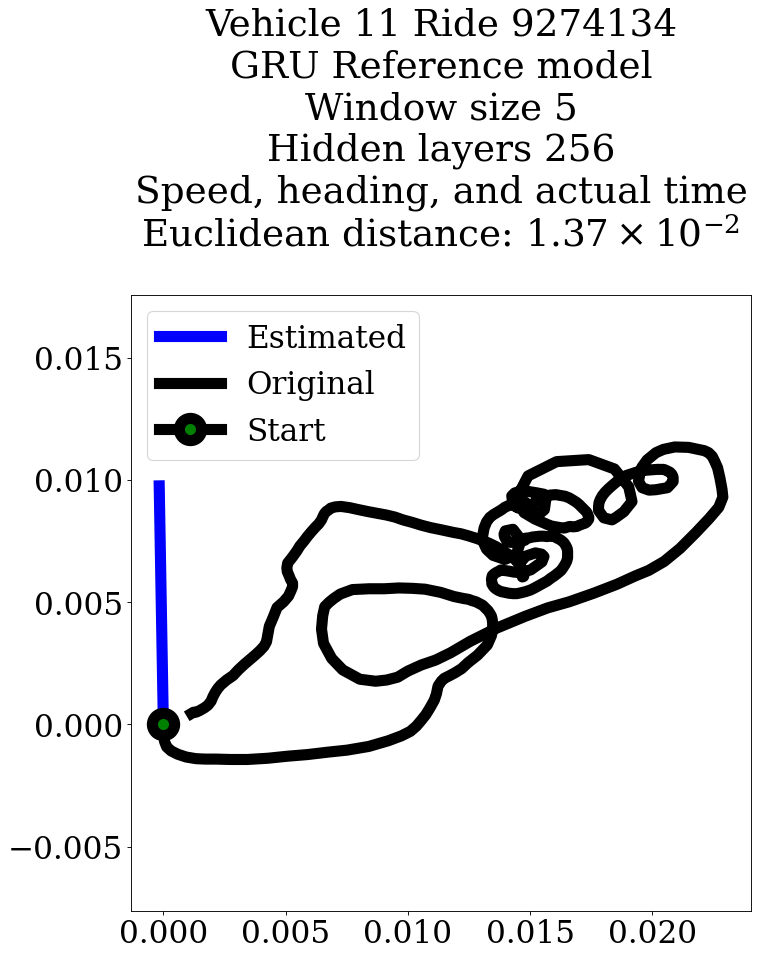 Vehicle 11 Ride 9274134
GRU Reference model
Window size 5
Hidden layers 256
Speed, heading, and actual time
Euclidean distance: 1.37 × 10⁻²
Estimated
Original
Start
0.015
0.010
0.005
0.000
−0.005
0.000 0.005 0.010 0.015 0.020